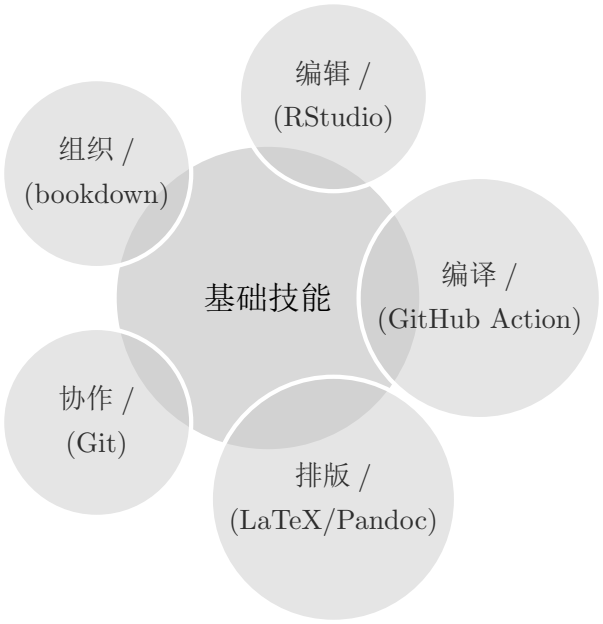 编辑 /
(RStudio)
组织 /
(bookdown)
编译 /
(GitHub Action)
基础技能
协作 /
(Git)
排版 /
(LaTeX/Pandoc)